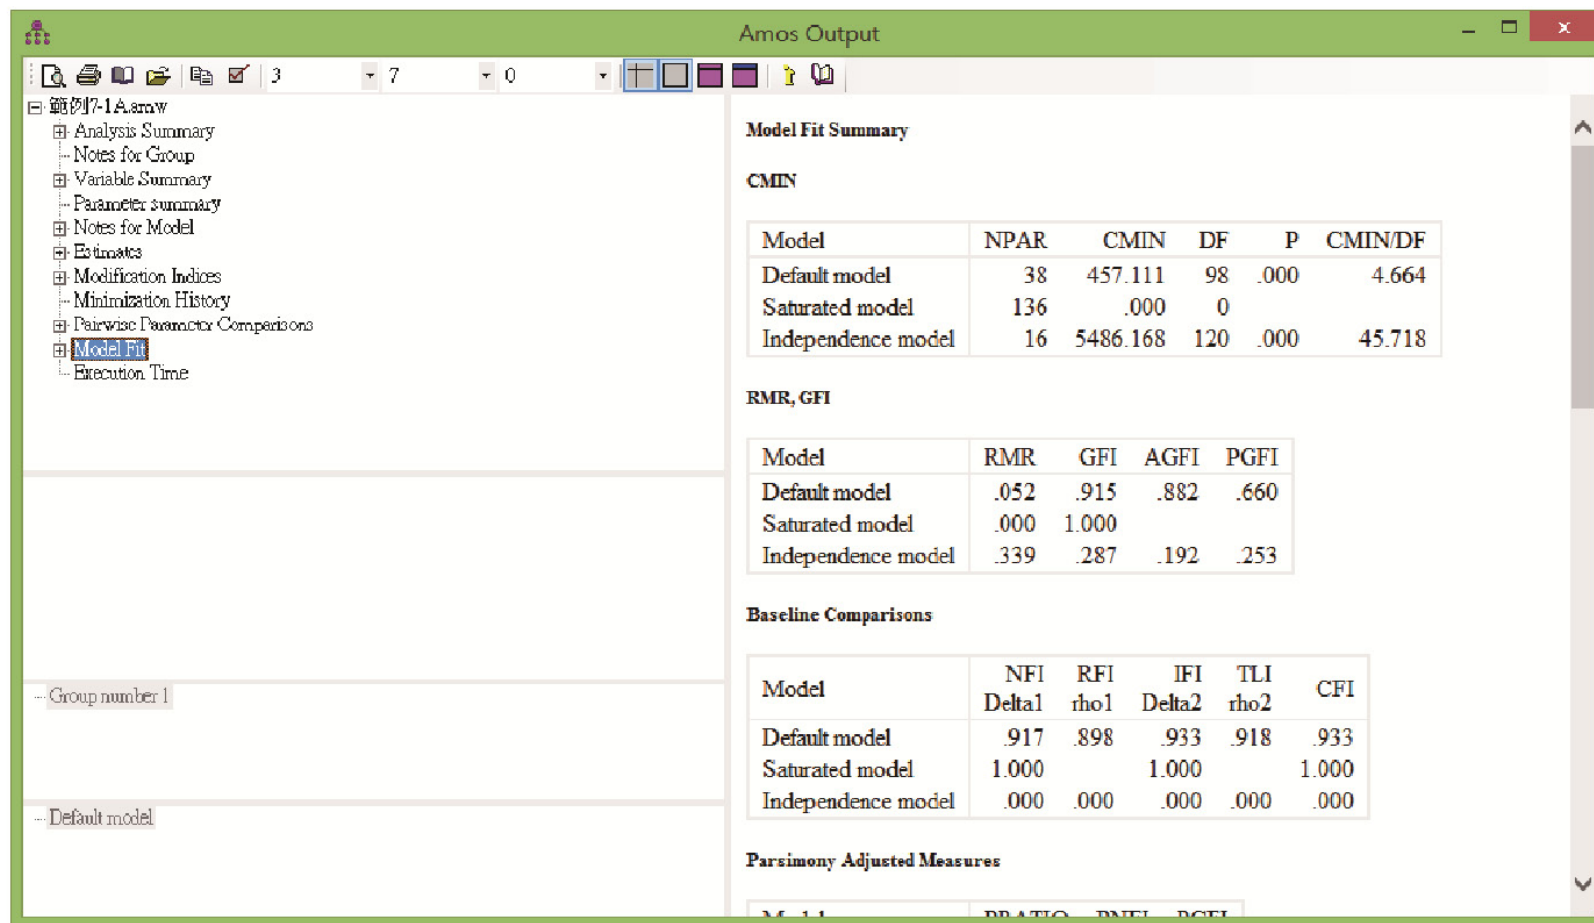 Amos Output
3 7 0
範例7-1A.amw
Analysis Summary
Notes for Group
Variable Summary
Parameter summary
Notes for Model
Estimates
Modification Indices
Minimization History
Pairwise Parameter Comparisons
Model Fit
Execution Time
Group number 1
Default model
Model Fit Summary
CMIN
Model NPAR CMIN DF P CMIN/DF
Default model 38 457.111 98 .000 4.664
Saturated model 136 .000 0
Independence model 16 5486.168 120 .000 45.718
RMR, GFI
Model RMR GFI AGFI PGFI
Default model .052 .915 .882 .660
Saturated model .000 1.000
Independence model .339 .287 .192 .253
Baseline Comparisons
Model NFI Delta1 RFI rho1 IFI Delta2 TLI rho2 CFI
Default model .917 .898 .933 .918 .933
Saturated model 1.000 1.000 1.000
Independence model .000 .000 .000 .000 .000
Parsimony Adjusted Measures
Model PRATIO PNFI PCFI